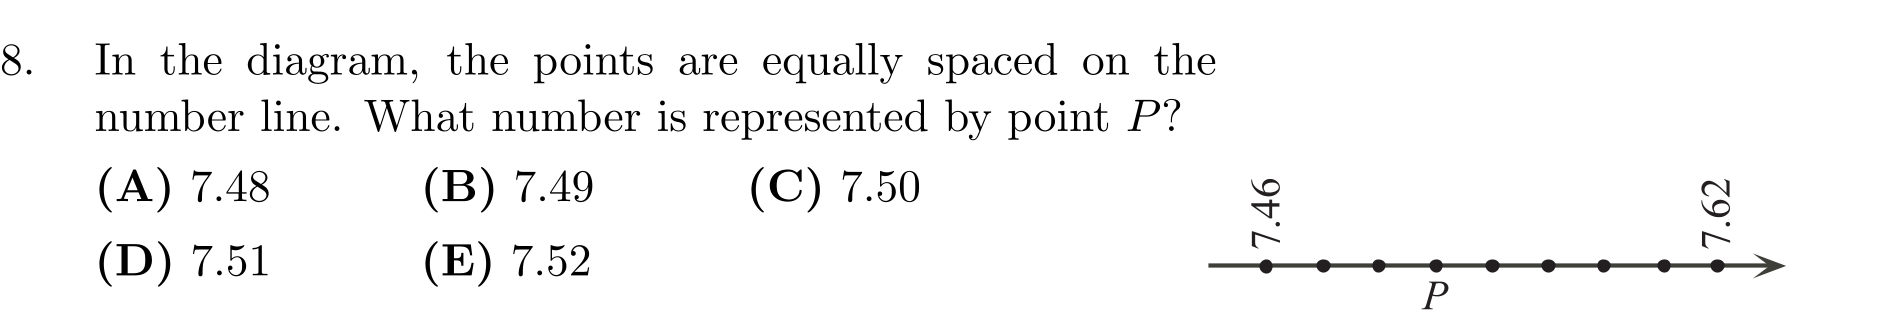 8. In the diagram, the points are equally spaced on the
number line. What number is represented by point P?
(A) 7.48 (B) 7.49 (C) 7.50
(D) 7.51 (E) 7.52
7.46 7.62
P